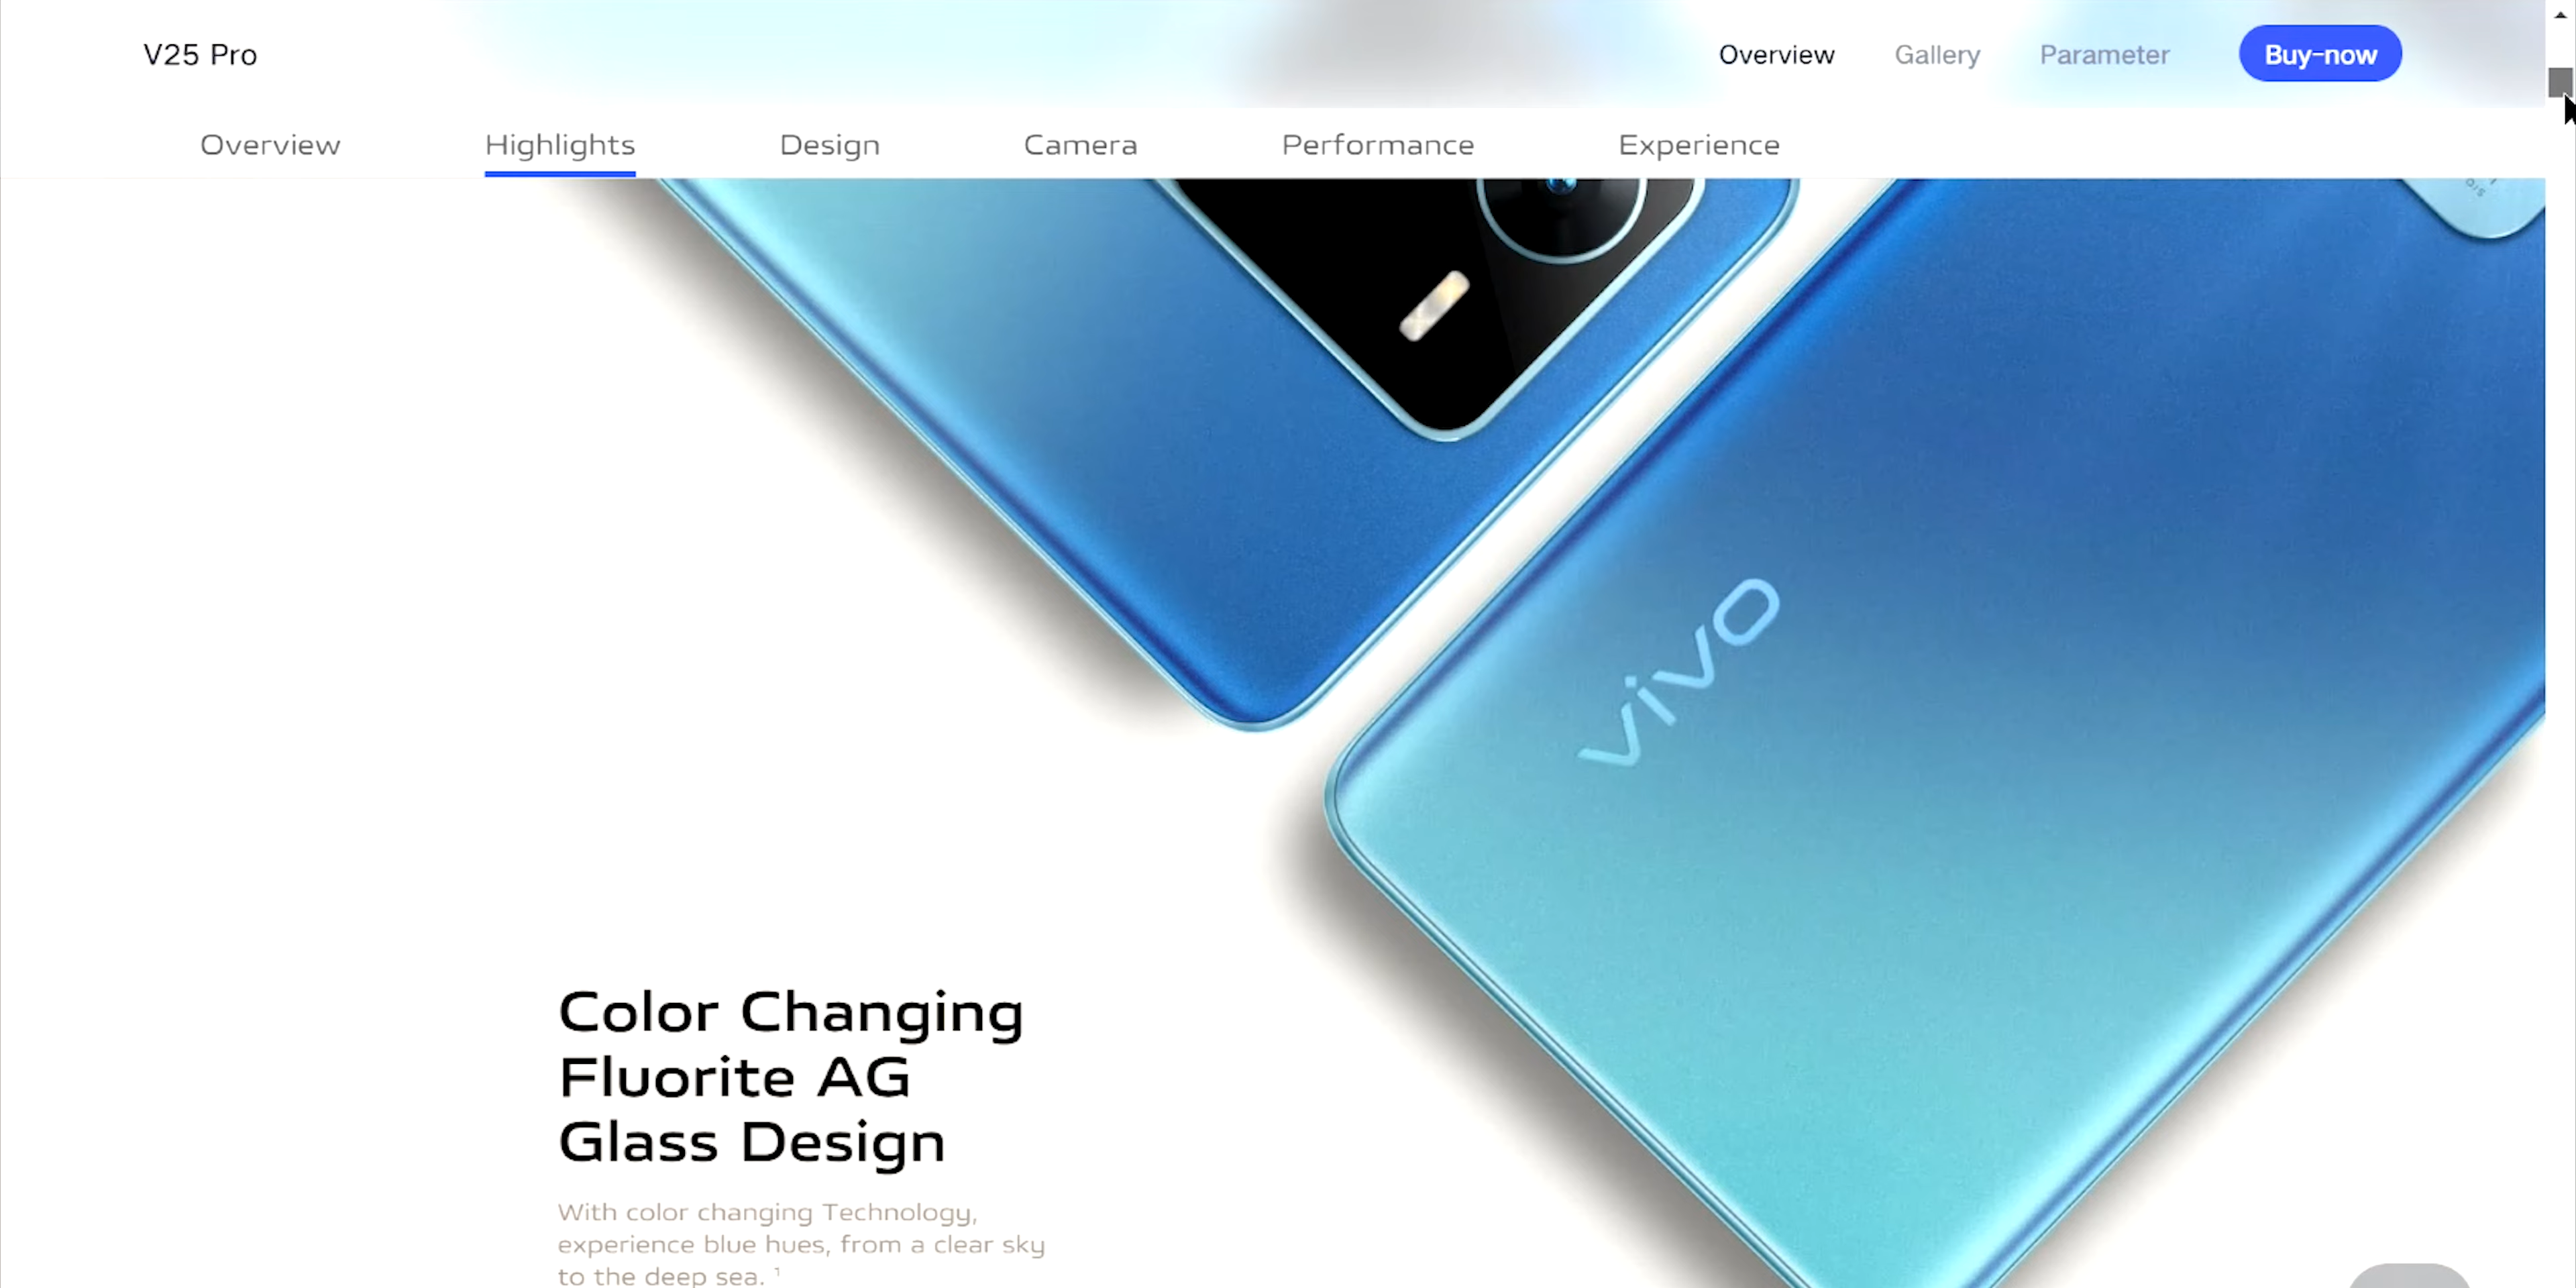 V25 Pro
Overview Gallery Parameter Buy-now
Overview Highlights Design Camera Performance Experience
vivo
Color Changing
Fluorite AG
Glass Design
With color changing Technology,
experience blue hues, from a clear sky
to the deep sea. 1